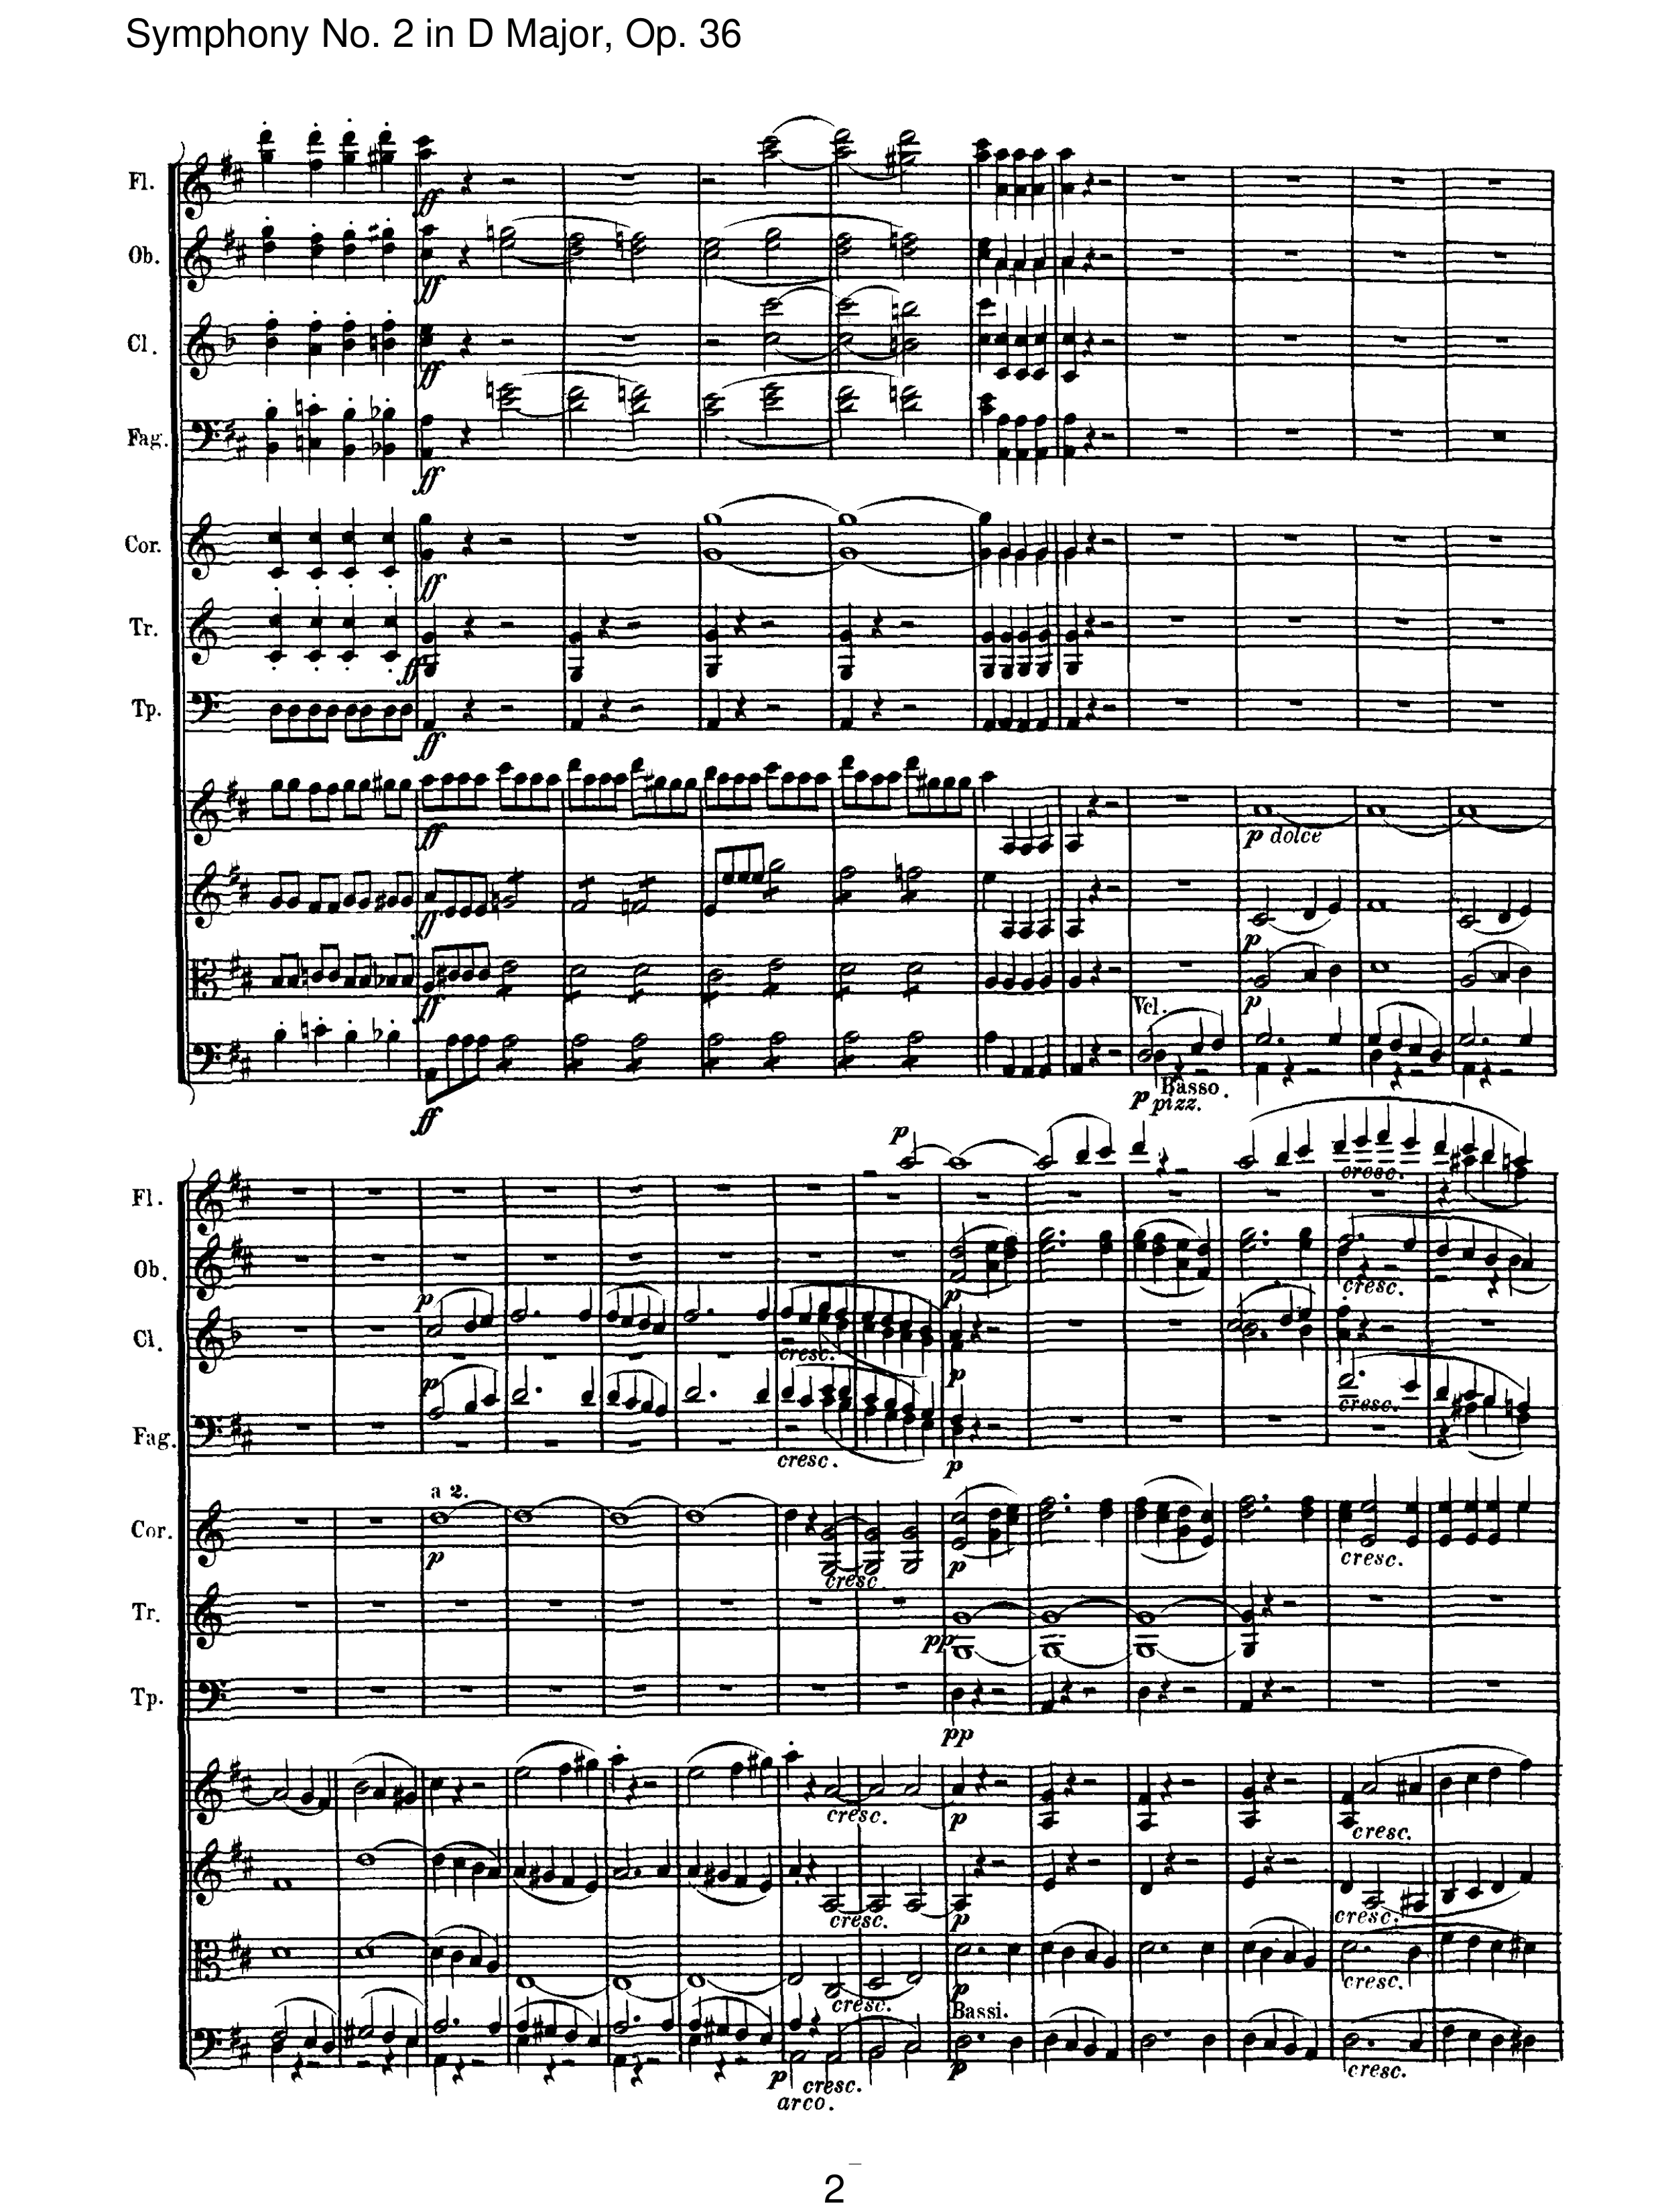 Symphony No. 2 in D Major, Op. 36
Fl.
ff
Ob.
ff
Cl.
ff
Fag.
ff
Cor.
ff
Tr.
ff
Tp.
ff
ff
p dolce
ff
p
ff
p
Vcl.
ff
p Basso.
pizz.
p
Fl.
cresc.
Ob.
p
cresc.
p
Cl.
cresc.
p
p
Fag.
cresc.
cresc.
p
a 2.
Cor.
p
cresc
p
cresc.
Tr.
pp
Tp.
pp
cresc.
p
cresc.
cresc.
p
cresc.
cresc.
p
cresc.
Bassi.
p
cresc.
arco.
p
cresc.
2